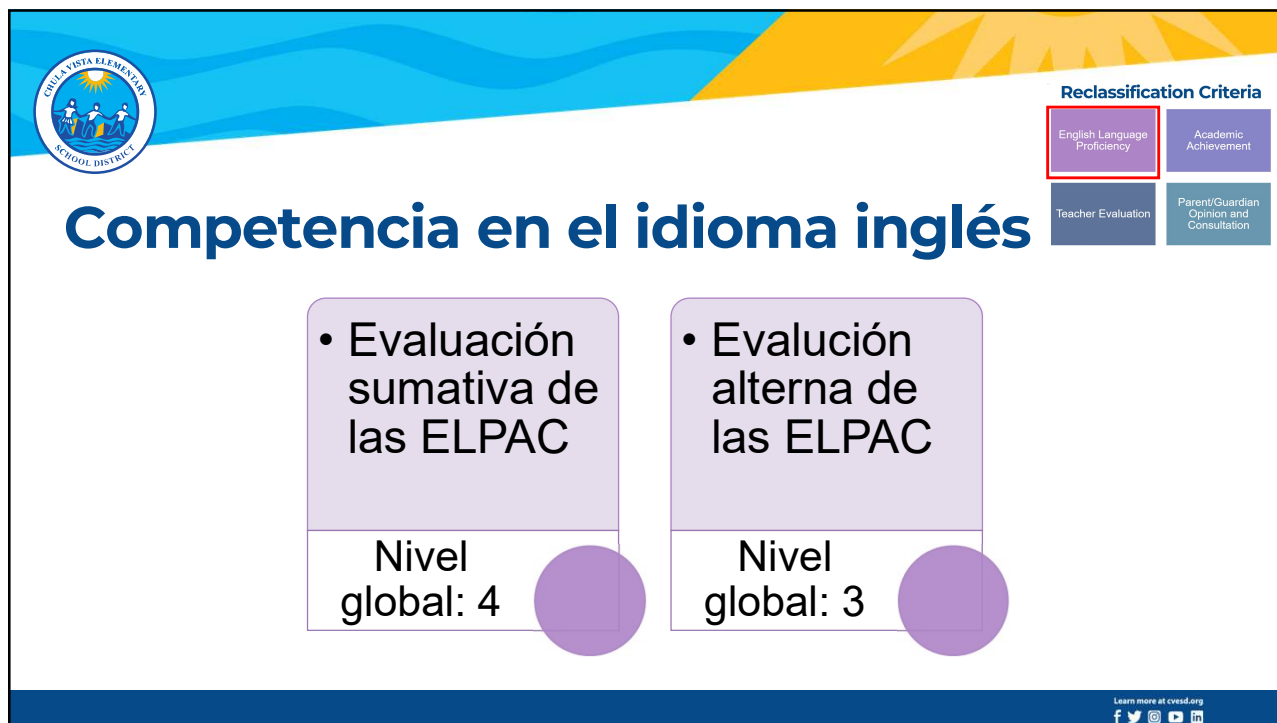 CHULA VISTA ELEMENTARY
SCHOOL DISTRICT
Reclassification Criteria
English Language
Proficiency
Academic
Achievement
Teacher Evaluation
Parent/Guardian
Opinion and
Consultation
Competencia en el idioma inglés
• Evaluación
sumativa de
las ELPAC
Nivel
global: 4
• Evalución
alterna de
las ELPAC
Nivel
global: 3
Learn more at cvesd.org